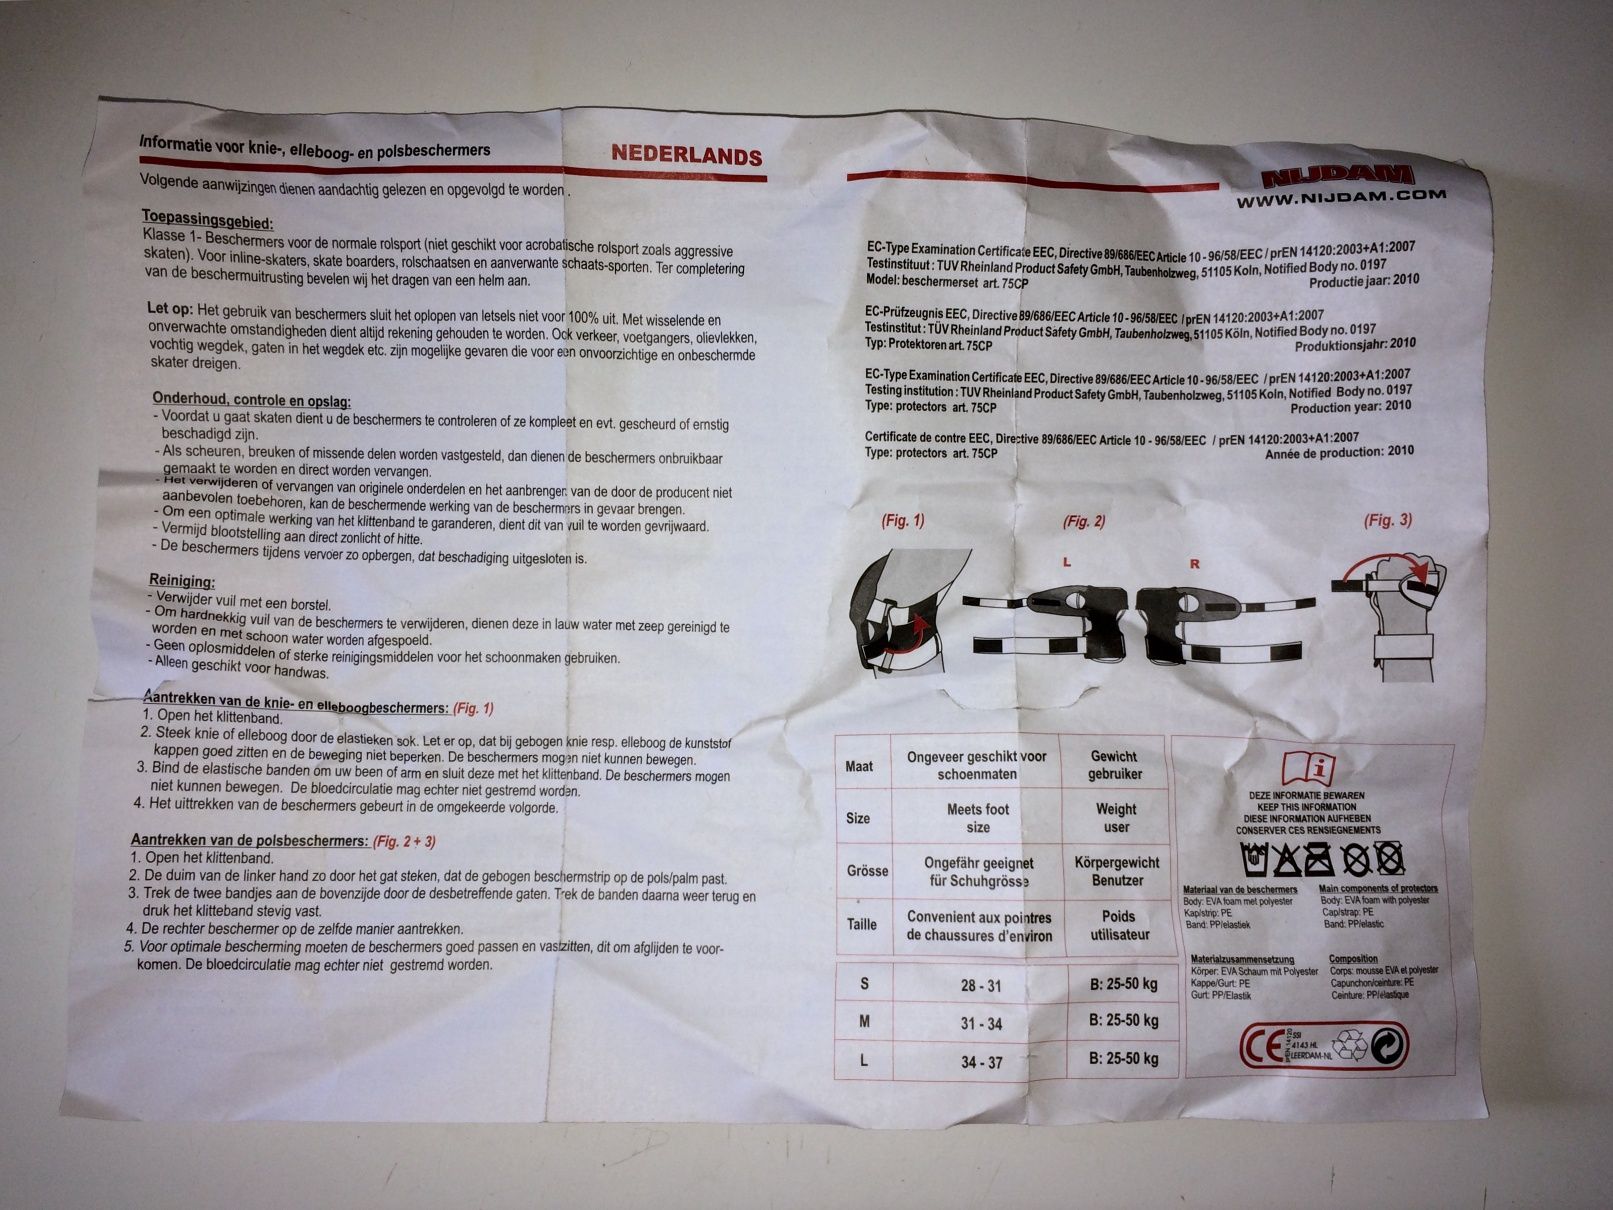 Informatie voor knie-, elleboog- en polsbeschermers
NEDERLANDS
Volgende aanwijzingen dienen aandachtig gelezen en opgevolgd te worden .
Toepassingsgebied:
Klasse 1- Beschermers voor de normale rolsport (niet geschikt voor acrobatische rolsport zoals aggressive
skaten). Voor inline-skaters, skate boarders, rolschaatsen en aanverwante schaats-sporten. Ter completering
van de beschermuitrusting bevelen wij het dragen van een helm aan.
Let op: Het gebruik van beschermers sluit het oplopen van letsels niet voor 100% uit. Met wisselende en
onverwachte omstandigheden dient altijd rekening gehouden te worden. Ook verkeer, voetgangers, olievlekken,
vochtig wegdek, gaten in het wegdek etc. zijn mogelijke gevaren die voor een onvoorzichtige en onbeschermde
skater dreigen.
Onderhoud, controle en opslag:
- Voordat u gaat skaten dient u de beschermers te controleren of ze kompleet en evt. gescheurd of ernstig
beschadigd zijn.
- Als scheuren, breuken of missende delen worden vastgesteld, dan dienen de beschermers onbruikbaar
gemaakt te worden en direct worden vervangen.
- Het verwijderen of vervangen van originele onderdelen en het aanbrengen van de door de producent niet
aanbevolen toebehoren, kan de beschermende werking van de beschermers in gevaar brengen.
- Om een optimale werking van het klittenband te garanderen, dient dit van vuil te worden gevrijwaard.
- Vermijd blootstelling aan direct zonlicht of hitte.
- De beschermers tijdens vervoer zo opbergen, dat beschadiging uitgesloten is.
Reiniging:
- Verwijder vuil met een borstel.
- Om hardnekkig vuil van de beschermers te verwijderen, dienen deze in lauw water met zeep gereinigd te
worden en met schoon water worden afgespoeld.
- Geen oplosmiddelen of sterke reinigingsmiddelen voor het schoonmaken gebruiken.
- Alleen geschikt voor handwas.
Aantrekken van de knie- en elleboogbeschermers: (Fig. 1)
1. Open het klittenband.
2. Steek knie of elleboog door de elastieken sok. Let er op, dat bij gebogen knie resp. elleboog de kunststof
kappen goed zitten en de beweging niet beperken. De beschermers mogen niet kunnen bewegen.
3. Bind de elastische banden om uw been of arm en sluit deze met het klittenband. De beschermers mogen
niet kunnen bewegen. De bloedcirculatie mag echter niet gestremd worden.
4. Het uittrekken van de beschermers gebeurt in de omgekeerde volgorde.
Aantrekken van de polsbeschermers: (Fig. 2 + 3)
1. Open het klittenband.
2. De duim van de linker hand zo door het gat steken, dat de gebogen beschermstrip op de pols/palm past.
3. Trek de twee bandjes aan de bovenzijde door de desbetreffende gaten. Trek de banden daarna weer terug en
druk het klitteband stevig vast.
4. De rechter beschermer op de zelfde manier aantrekken.
5. Voor optimale bescherming moeten de beschermers goed passen en vastzitten, dit om afglijden te voor-
komen. De bloedcirculatie mag echter niet gestremd worden.
NIJDAM
WWW.NIJDAM.COM
EC-Type Examination Certificate EEC, Directive 89/686/EEC Article 10 - 96/58/EEC / prEN 14120:2003+A1:2007
Testinstituut : TUV Rheinland Product Safety GmbH, Taubenholzweg, 51105 Koln, Notified Body no. 0197
Model: beschermerset art. 75CP Productie jaar: 2010
EC-Prüfzeugnis EEC, Directive 89/686/EEC Article 10 - 96/58/EEC / prEN 14120:2003+A1:2007
Testinstitut : TÜV Rheinland Product Safety GmbH, Taubenholzweg, 51105 Köln, Notified Body no. 0197
Typ: Protektoren art. 75CP Produktionsjahr: 2010
EC-Type Examination Certificate EEC, Directive 89/686/EEC Article 10 - 96/58/EEC / prEN 14120:2003+A1:2007
Testing institution : TUV Rheinland Product Safety GmbH, Taubenholzweg, 51105 Koln, Notified Body no. 0197
Type: protectors art. 75CP Production year: 2010
Certificate de contre EEC, Directive 89/686/EEC Article 10 - 96/58/EEC / prEN 14120:2003+A1:2007
Type: protectors art. 75CP Année de production: 2010
(Fig. 1) (Fig. 2) (Fig. 3)
L R
Maat
Ongeveer geschikt voor
schoenmaten
Gewicht
gebruiker
Size
Meets foot
size
Weight
user
Grösse
Ongefähr geeignet
für Schuhgrösse
Körpergewicht
Benutzer
Taille
Convenient aux pointres
de chaussures d'environ
Poids
utilisateur
S 28 - 31 B: 25-50 kg
M 31 - 34 B: 25-50 kg
L 34 - 37 B: 25-50 kg
i
DEZE INFORMATIE BEWAREN
KEEP THIS INFORMATION
DIESE INFORMATION AUFHEBEN
CONSERVER CES RENSIEGNEMENTS
Materiaal van de beschermers
Body: EVA foam met polyester
Kap/strip: PE
Band: PP/elastiek
Main components of protectors
Body: EVA foam with polyester
Cap/strap: PE
Band: PP/elastic
Materialzusammensetzung
Körper: EVA Schaum mit Polyester
Kappe/Gurt: PE
Gurt: PP/Elastik
Composition
Corps: mousse EVA et polyester
Capunchon/ceinture: PE
Ceinture: PP/élastique
CE
prEN 14120
SSI
4143 HL
LEERDAM-NL